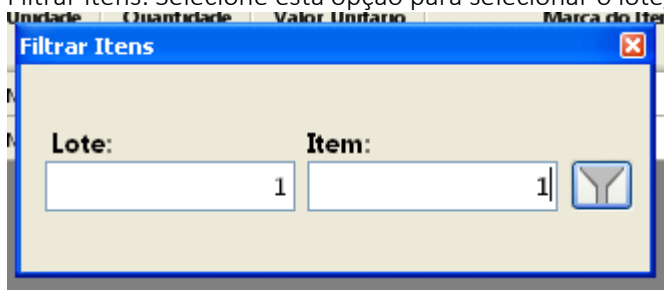 Filtrar Itens: Selecione esta opção para selecionar o lote
Unidade Quantidade Valor Unitário Marca do Ite
Filtrar Itens
Lote: Item:
1 1